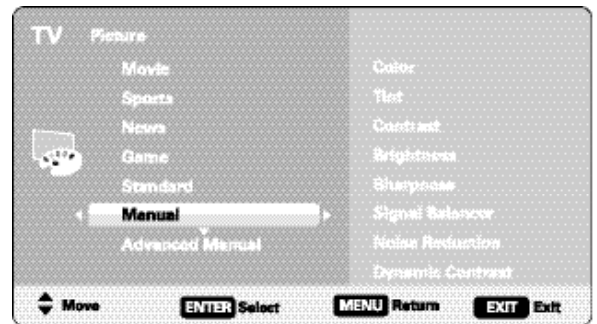 TV Picture
Movie
Sports
News
Game
Standard
Manual
Advanced Manual
Color
Tint
Contrast
Brightness
Sharpness
Signal Balancer
Noise Reduction
Dynamic Contrast
Move ENTER Select MENU Return EXIT Exit